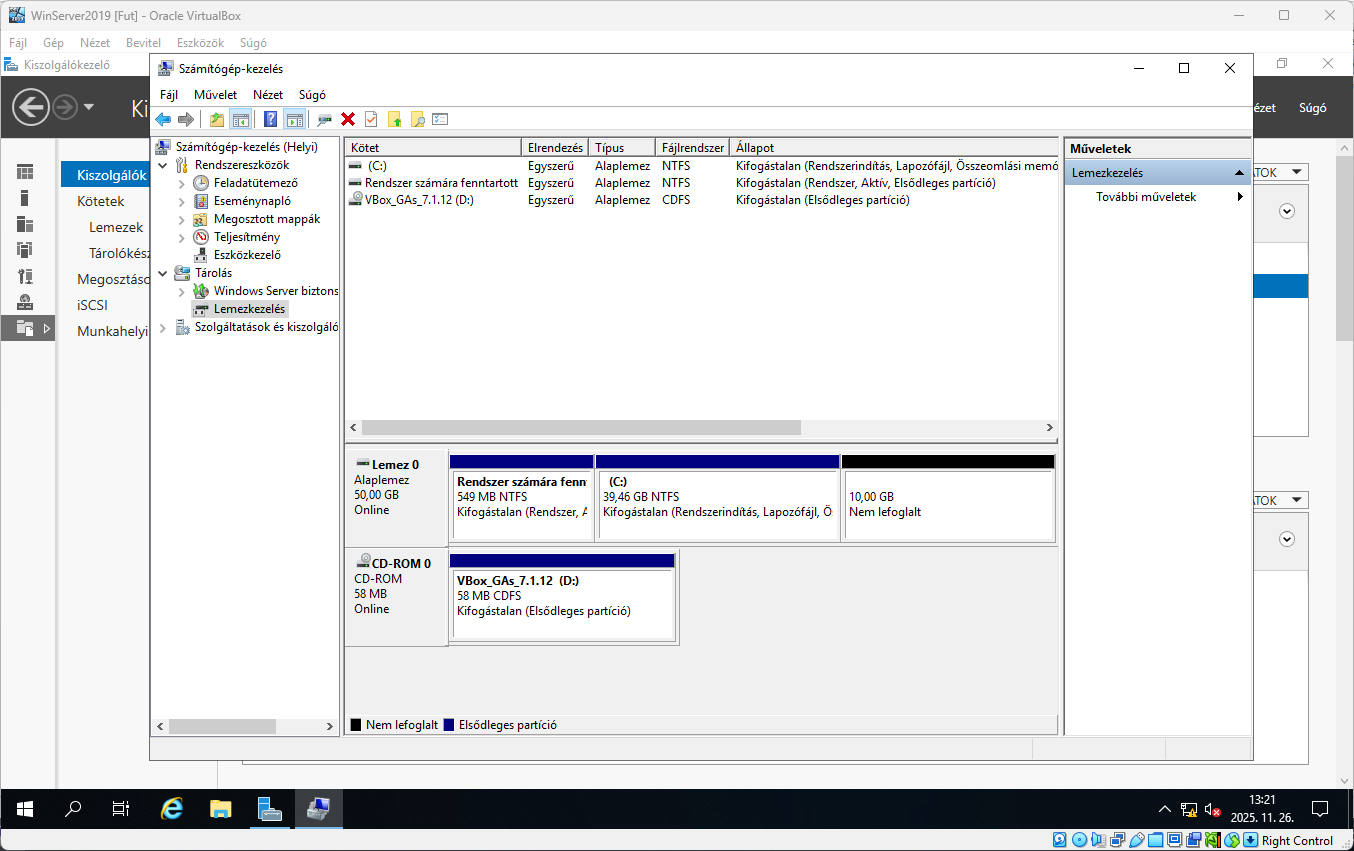 WinServer2019 [Fut] - Oracle VirtualBox
Fájl Gép Nézet Bevitel Eszközök Súgó
Kiszolgálókezelő
Számítógép-kezelés
Fájl Művelet Nézet Súgó
Ki
ézet Súgó
Kiszolgálók
Kötetek
Lemezek
Tárolókész
Megosztáso
iSCSI
Munkahelyi
Számítógép-kezelés (Helyi)
Rendszereszközök
Feladatütemező
Eseménynapló
Megosztott mappák
Teljesítmény
Eszközkezelő
Tárolás
Windows Server biztons
Lemezkezelés
Szolgáltatások és kiszolgáló
Kötet Elrendezés Típus Fájlrendszer Állapot
(C:) Egyszerű Alaplemez NTFS Kifogástalan (Rendszerindítás, Lapozófájl, Összeomlási memó
Rendszer számára fenntartott Egyszerű Alaplemez NTFS Kifogástalan (Rendszer, Aktív, Elsődleges partíció)
VBox_GAs_7.1.12 (D:) Egyszerű Alaplemez CDFS Kifogástalan (Elsődleges partíció)
Műveletek
Lemezkezelés
További műveletek
ATOK
ATOK
Lemez 0
Alaplemez
50,00 GB
Online
Rendszer számára fenn
549 MB NTFS
Kifogástalan (Rendszer, A
(C:)
39,46 GB NTFS
Kifogástalan (Rendszerindítás, Lapozófájl, Ö
10,00 GB
Nem lefoglalt
CD-ROM 0
CD-ROM
58 MB
Online
VBox_GAs_7.1.12 (D:)
58 MB CDFS
Kifogástalan (Elsődleges partíció)
Nem lefoglalt Elsődleges partíció
13:21
2025. 11. 26.
Right Control